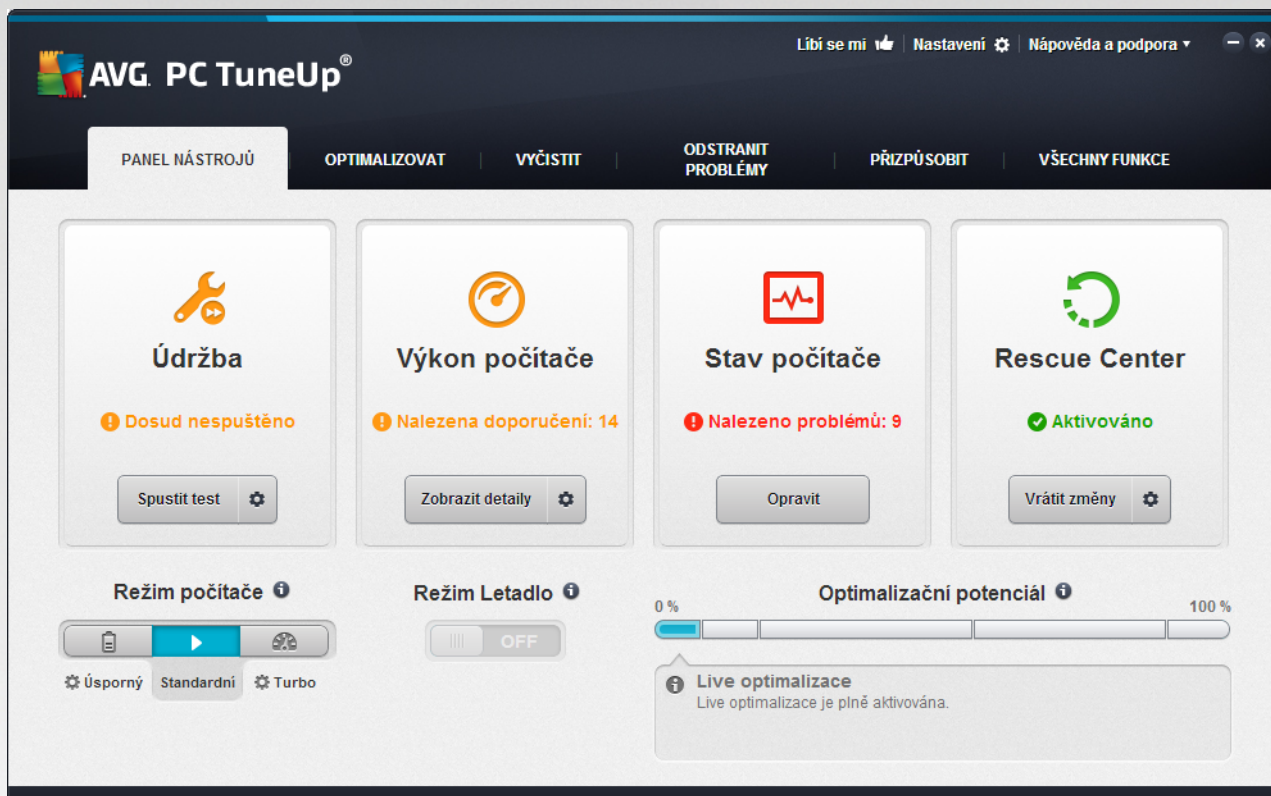 Líbí se mi
Nastavení
Nápověda a podpora
AVG. PC TuneUp®
PANEL NÁSTROJŮ
OPTIMALIZOVAT
VYČISTIT
ODSTRANIT
PROBLÉMY
PŘIZPŮSOBIT
VŠECHNY FUNKCE
Údržba
Dosud nespuštěno
Spustit test
Výkon počítače
Nalezena doporučení: 14
Zobrazit detaily
Stav počítače
Nalezeno problémů: 9
Opravit
Rescue Center
Aktivováno
Vrátit změny
Režim počítače
Úsporný
Standardní
Turbo
Režim Letadlo
OFF
Optimalizační potenciál
0 %
100 %
Live optimalizace
Live optimalizace je plně aktivována.